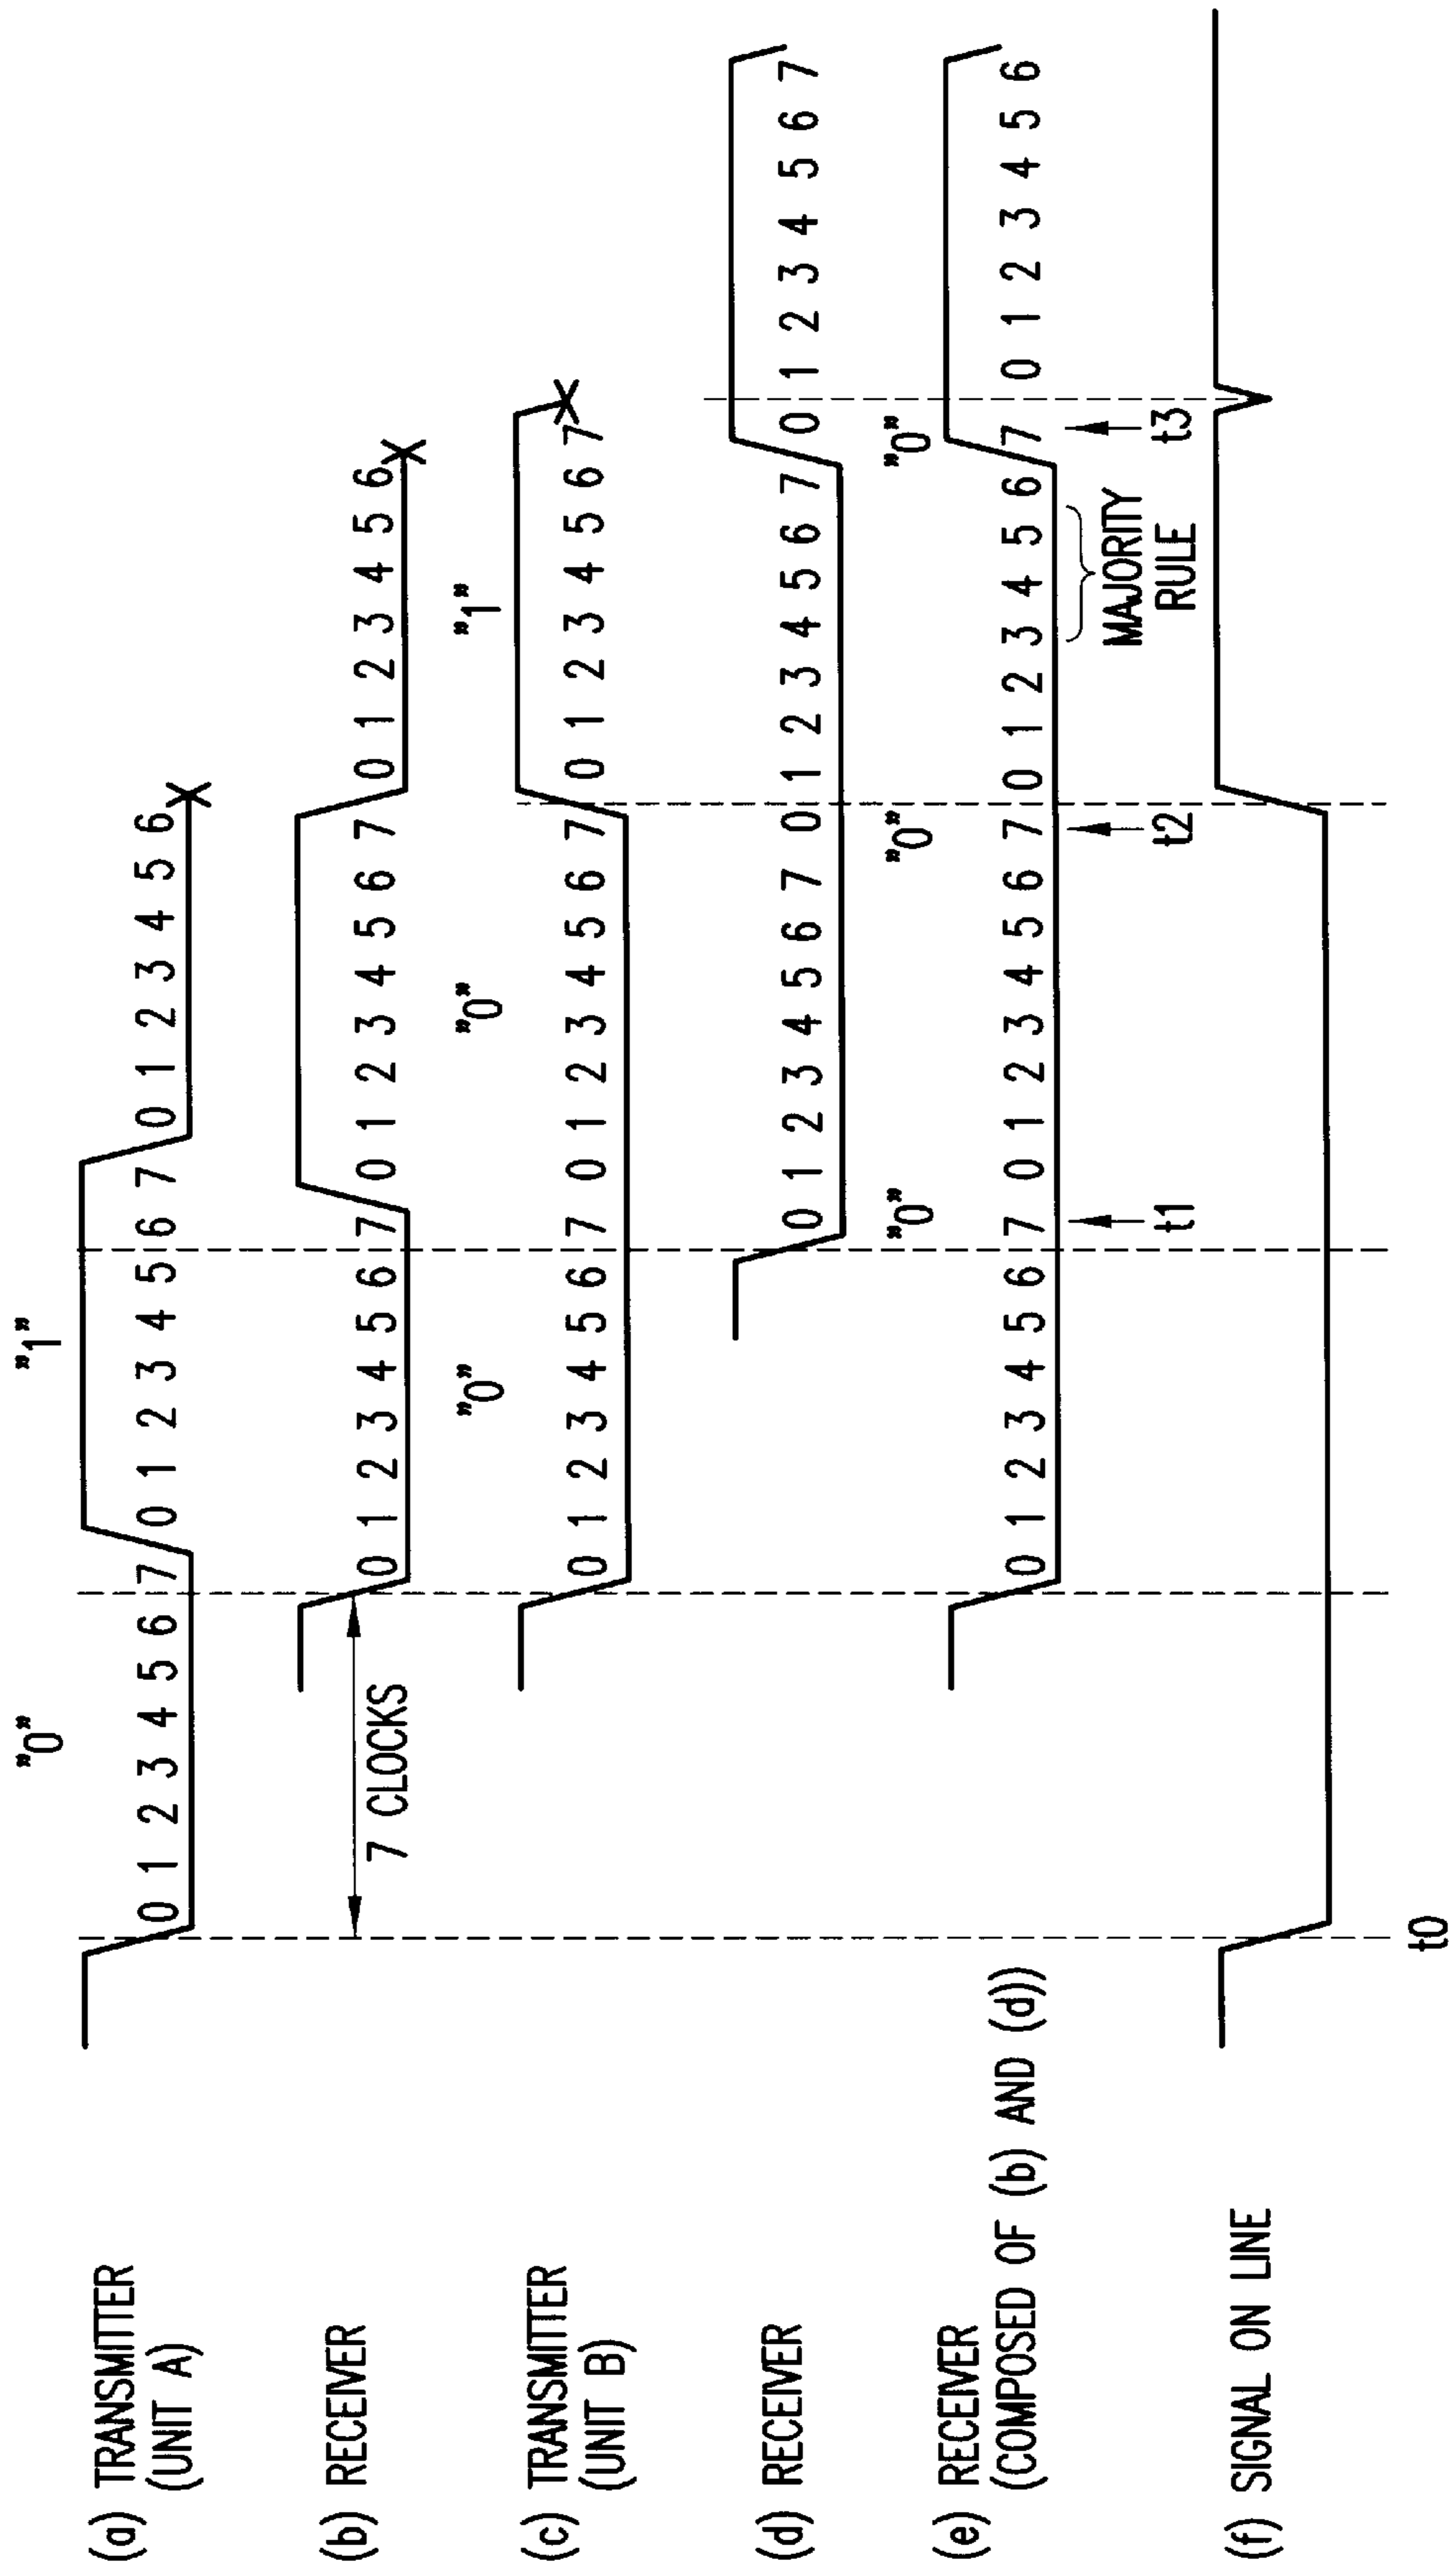 "0" "1"
(a) TRANSMITTER 0 1 2 3 4 5 6 7 0 1 2 3 4 5 6 7 0 1 2 3 4 5 6
(UNIT A)
(b) RECEIVER 0 1 2 3 4 5 6 7 0 1 2 3 4 5 6 7 0 1 2 3 4 5 6
7 CLOCKS
"0" "0" "1"
(c) TRANSMITTER 0 1 2 3 4 5 6 7 0 1 2 3 4 5 6 7 0 1 2 3 4 5 6 7
(UNIT B)
(d) RECEIVER 0 1 2 3 4 5 6 7 0 1 2 3 4 5 6 7 0 1 2 3 4 5 6 7
"0" "0" "0"
(e) RECEIVER
(COMPOSED OF (b) AND (d)) 0 1 2 3 4 5 6 7 0 1 2 3 4 5 6 7 0 1 2 3 4 5 6 7 0 1 2 3 4 5 6
MAJORITY
RULE
t1 t2 t3
(f) SIGNAL ON LINE
t0